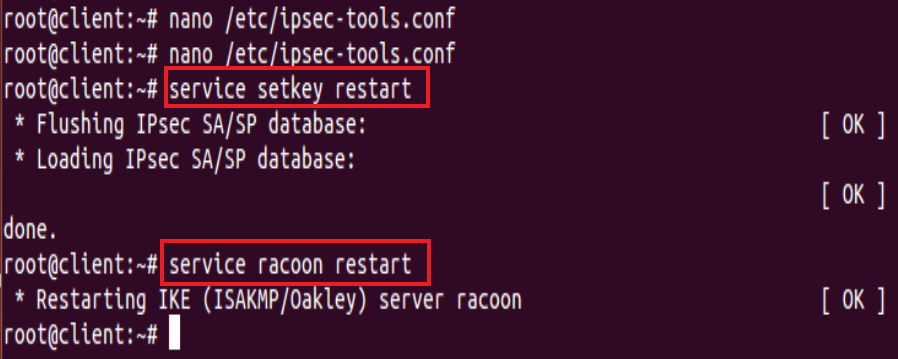 root@client:~# nano /etc/ipsec-tools.conf
root@client:~# nano /etc/ipsec-tools.conf
root@client:~# service setkey restart
 * Flushing IPsec SA/SP database: [ OK ]
 * Loading IPsec SA/SP database:
[ OK ]
done.
root@client:~# service racoon restart
 * Restarting IKE (ISAKMP/Oakley) server racoon [ OK ]
root@client:~#